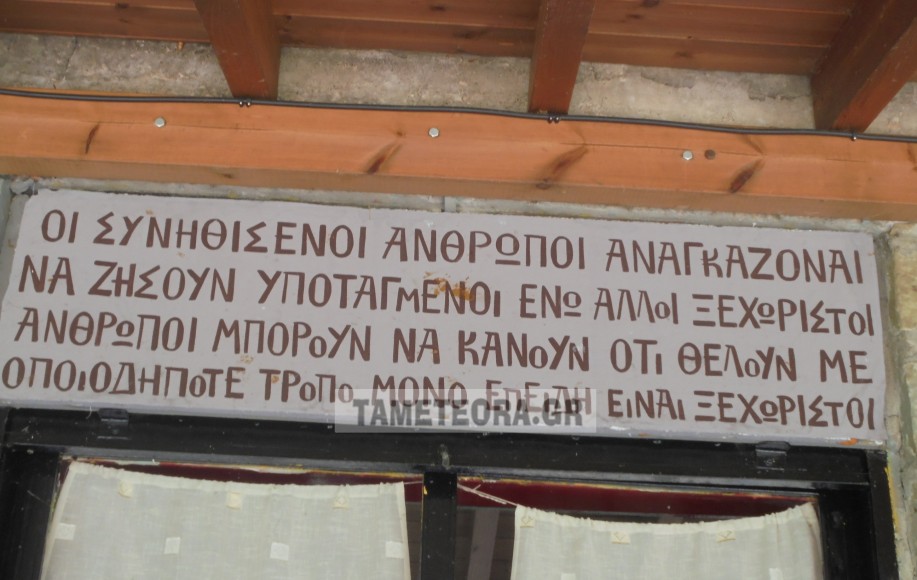 ΟΙ ΣΥΝΗΘΙΣΕΝΟΙ ΑΝΘΡΩΠΟΙ ΑΝΑΓΚΑΖΟΝΑΙ
ΝΑ ΖΗΣΟΥΝ ΥΠΟΤΑΓΜΕΝΟΙ ΕΝΩ ΑΛΛΟΙ ΞΕΧΩΡΙΣΤΟΙ
ΑΝΘΡΩΠΟΙ ΜΠΟΡΟΥΝ ΝΑ ΚΑΝΟΥΝ ΟΤΙ ΘΕΛΟΥΝ ΜΕ
ΟΠΟΙΟΔΗΠΟΤΕ ΤΡΟΠΟ ΜΟΝΟ ΕΠΕΙΔΗ ΕΙΝΑΙ ΞΕΧΩΡΙΣΤΟΙ
TAMETEORA.GR